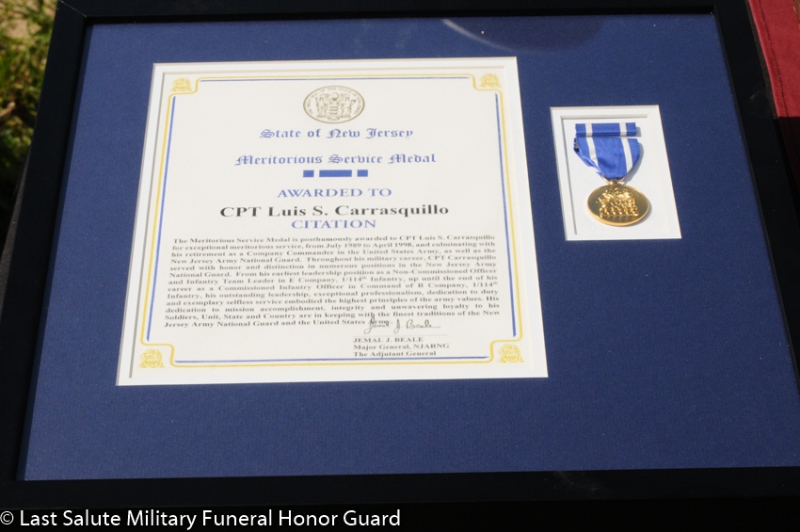 State of New Jersey
Meritorious Service Medal
AWARDED TO
CPT Luis S. Carrasquillo
CITATION
The Meritorious Service Medal is posthumously awarded to CPT Luis S. Carrasquillo
for exceptional meritorious service, from July 1989 to April 1998, and culminating with
his retirement as a Company Commander in the United States Army, as well as the
New Jersey Army National Guard. Throughout his military career, CPT Carrasquillo
served with honor and distinction in numerous positions in the New Jersey Army
National Guard. From his earliest leadership position as a Non-Commissioned Officer
and Infantry Team Leader in E Company, 1/114th Infantry, up until the end of his
career as a Commissioned Infantry Officer in Command of B Company, 1/114th
Infantry, his outstanding leadership, exceptional professionalism, dedication to duty
and exemplary selfless service embodied the highest principles of the army values. His
dedication to mission accomplishment, integrity and unwavering loyalty to his
Soldiers, Unit, State and Country are in keeping with the finest traditions of the New
Jersey Army National Guard and the United States Army.
Jemal J. Beale
JEMAL J. BEALE
Major General, NJARNG
The Adjutant General
© Last Salute Military Funeral Honor Guard